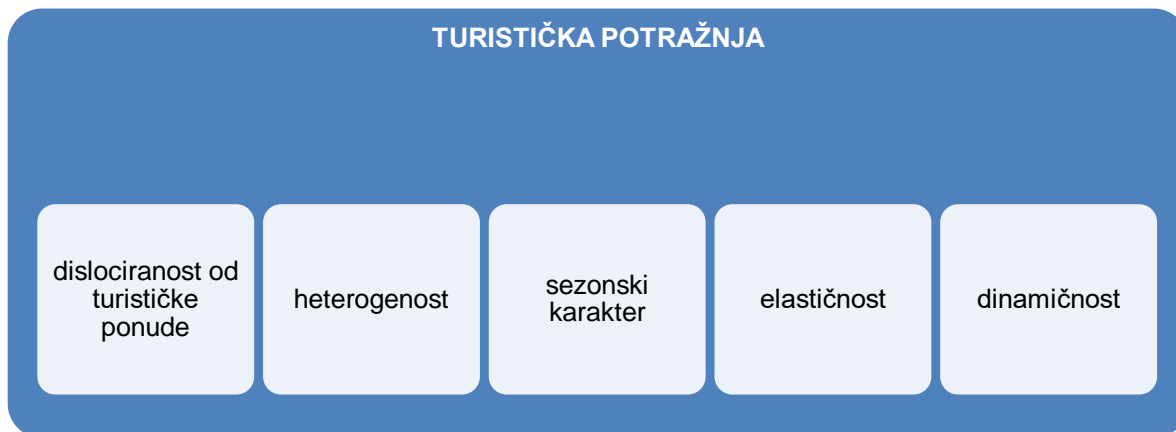 TURISTIČKA POTRAŽNJA
dislociranost od
turističke
ponude
heterogenost
sezonski
karakter
elastičnost
dinamičnost